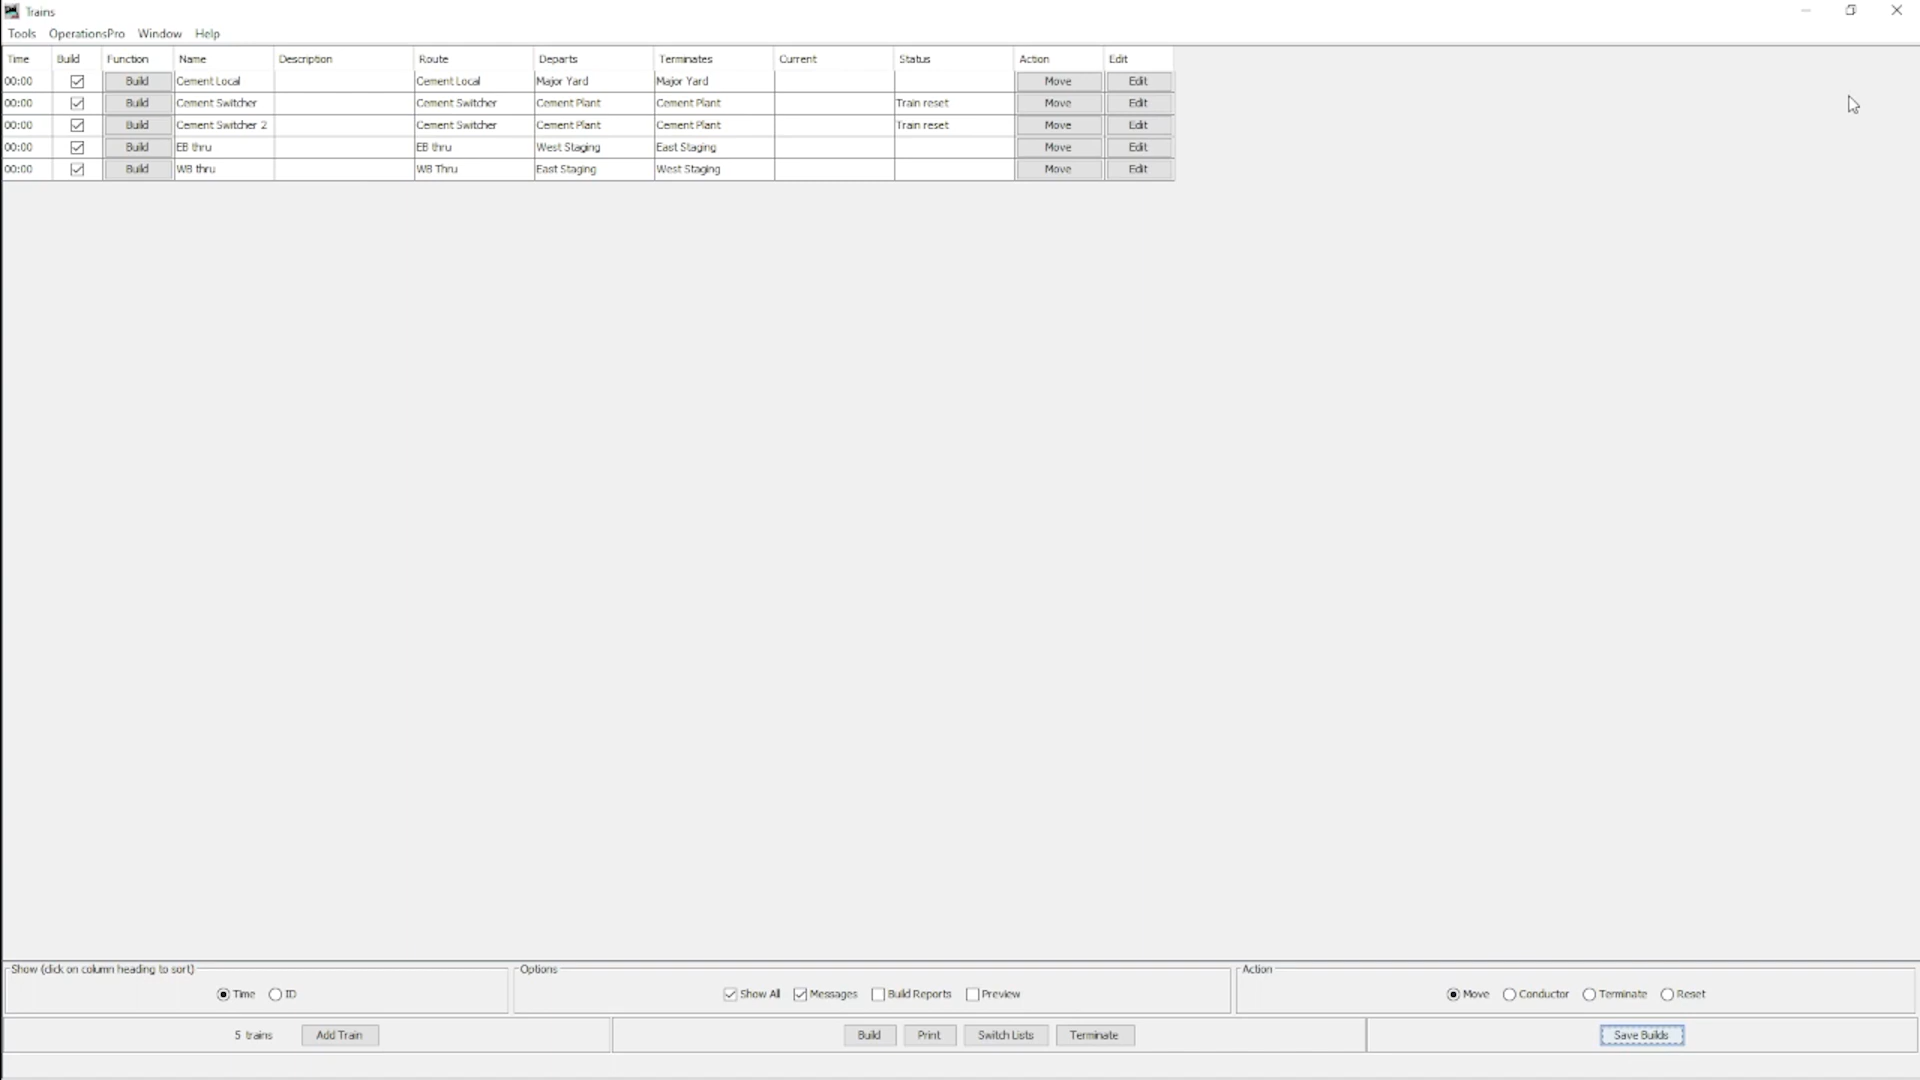 Trains
Tools OperationsPro Window Help
Time Build Function Name Description Route Departs Terminates Current Status Action Edit
00:00 Build Cement Local Cement Local Major Yard Major Yard Move Edit
00:00 Build Cement Switcher Cement Switcher Cement Plant Cement Plant Train reset Move Edit
00:00 Build Cement Switcher 2 Cement Switcher Cement Plant Cement Plant Train reset Move Edit
00:00 Build EB thru EB thru West Staging East Staging Move Edit
00:00 Build WB thru WB Thru East Staging West Staging Move Edit
Show (click on column heading to sort) Options Action
Time ID Show All Messages Build Reports Preview Move Conductor Terminate Reset
5 trains Add Train Build Print Switch Lists Terminate Save Builds